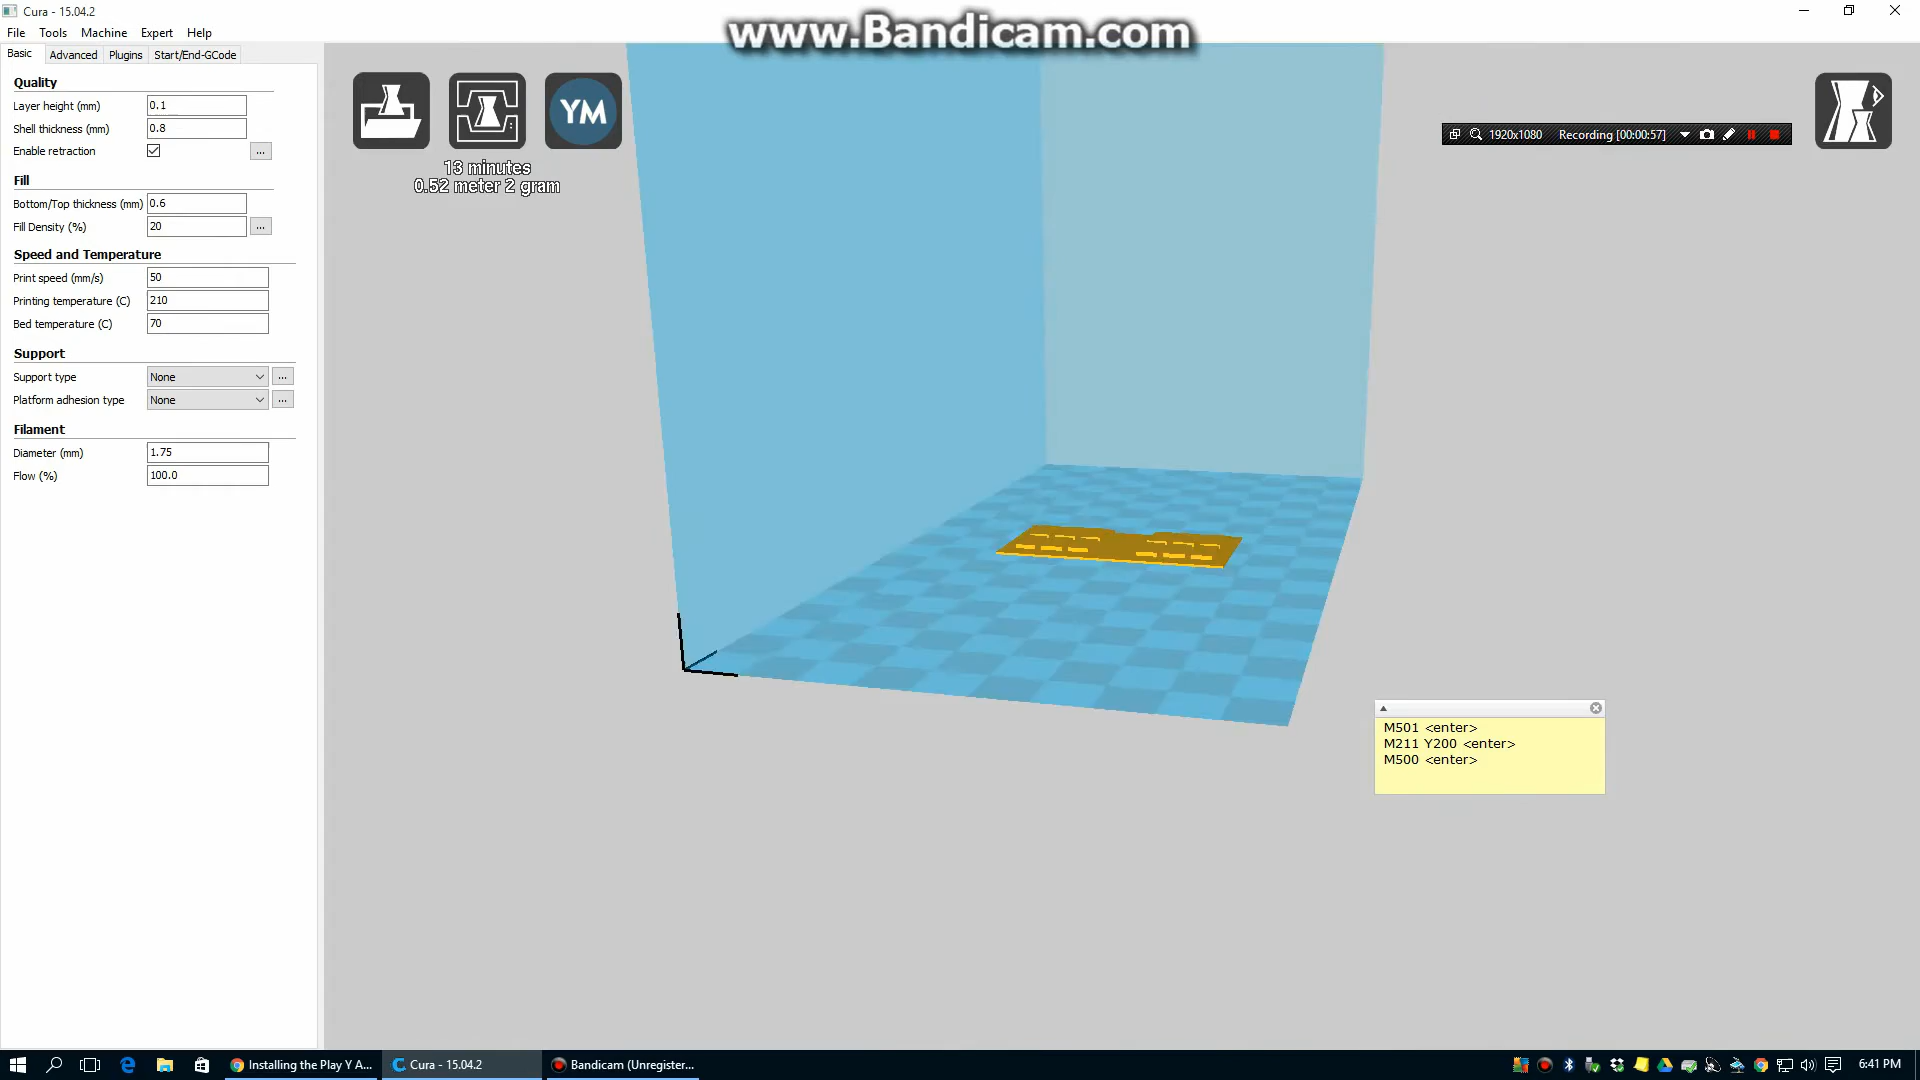 Cura - 15.04.2
www.Bandicam.com
File Tools Machine Expert Help
Basic Advanced Plugins Start/End-GCode
Quality
Layer height (mm) 0.1
Shell thickness (mm) 0.8
Enable retraction ...
Fill
Bottom/Top thickness (mm) 0.6
Fill Density (%) 20 ...
Speed and Temperature
Print speed (mm/s) 50
Printing temperature (C) 210
Bed temperature (C) 70
Support
Support type None ...
Platform adhesion type None ...
Filament
Diameter (mm) 1.75
Flow (%) 100.0
YM
13 minutes
0.52 meter 2 gram
1920x1080 Recording [00:00:57]
M501 <enter>
M211 Y200 <enter>
M500 <enter>
Installing the Play Y A...
Cura - 15.04.2
Bandicam (Unregister...
6:41 PM